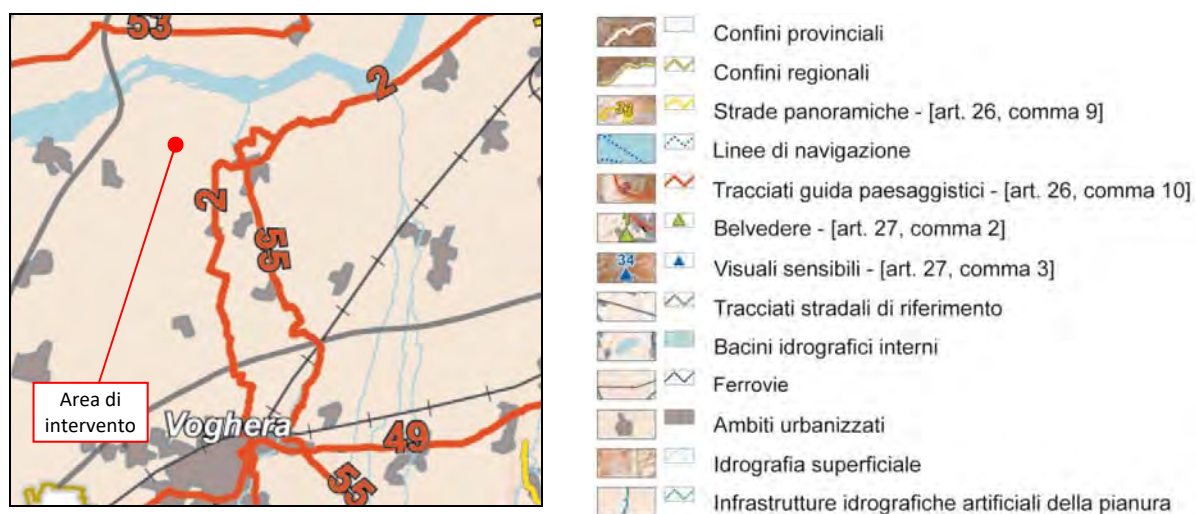 53
2
2
55
Area di
intervento
Voghera
49
55
Confini provinciali
Confini regionali
39
Strade panoramiche - [art. 26, comma 9]
Linee di navigazione
Tracciati guida paesaggistici - [art. 26, comma 10]
Belvedere - [art. 27, comma 2]
34
Visuali sensibili - [art. 27, comma 3]
Tracciati stradali di riferimento
Bacini idrografici interni
Ferrovie
Ambiti urbanizzati
Idrografia superficiale
Infrastrutture idrografiche artificiali della pianura